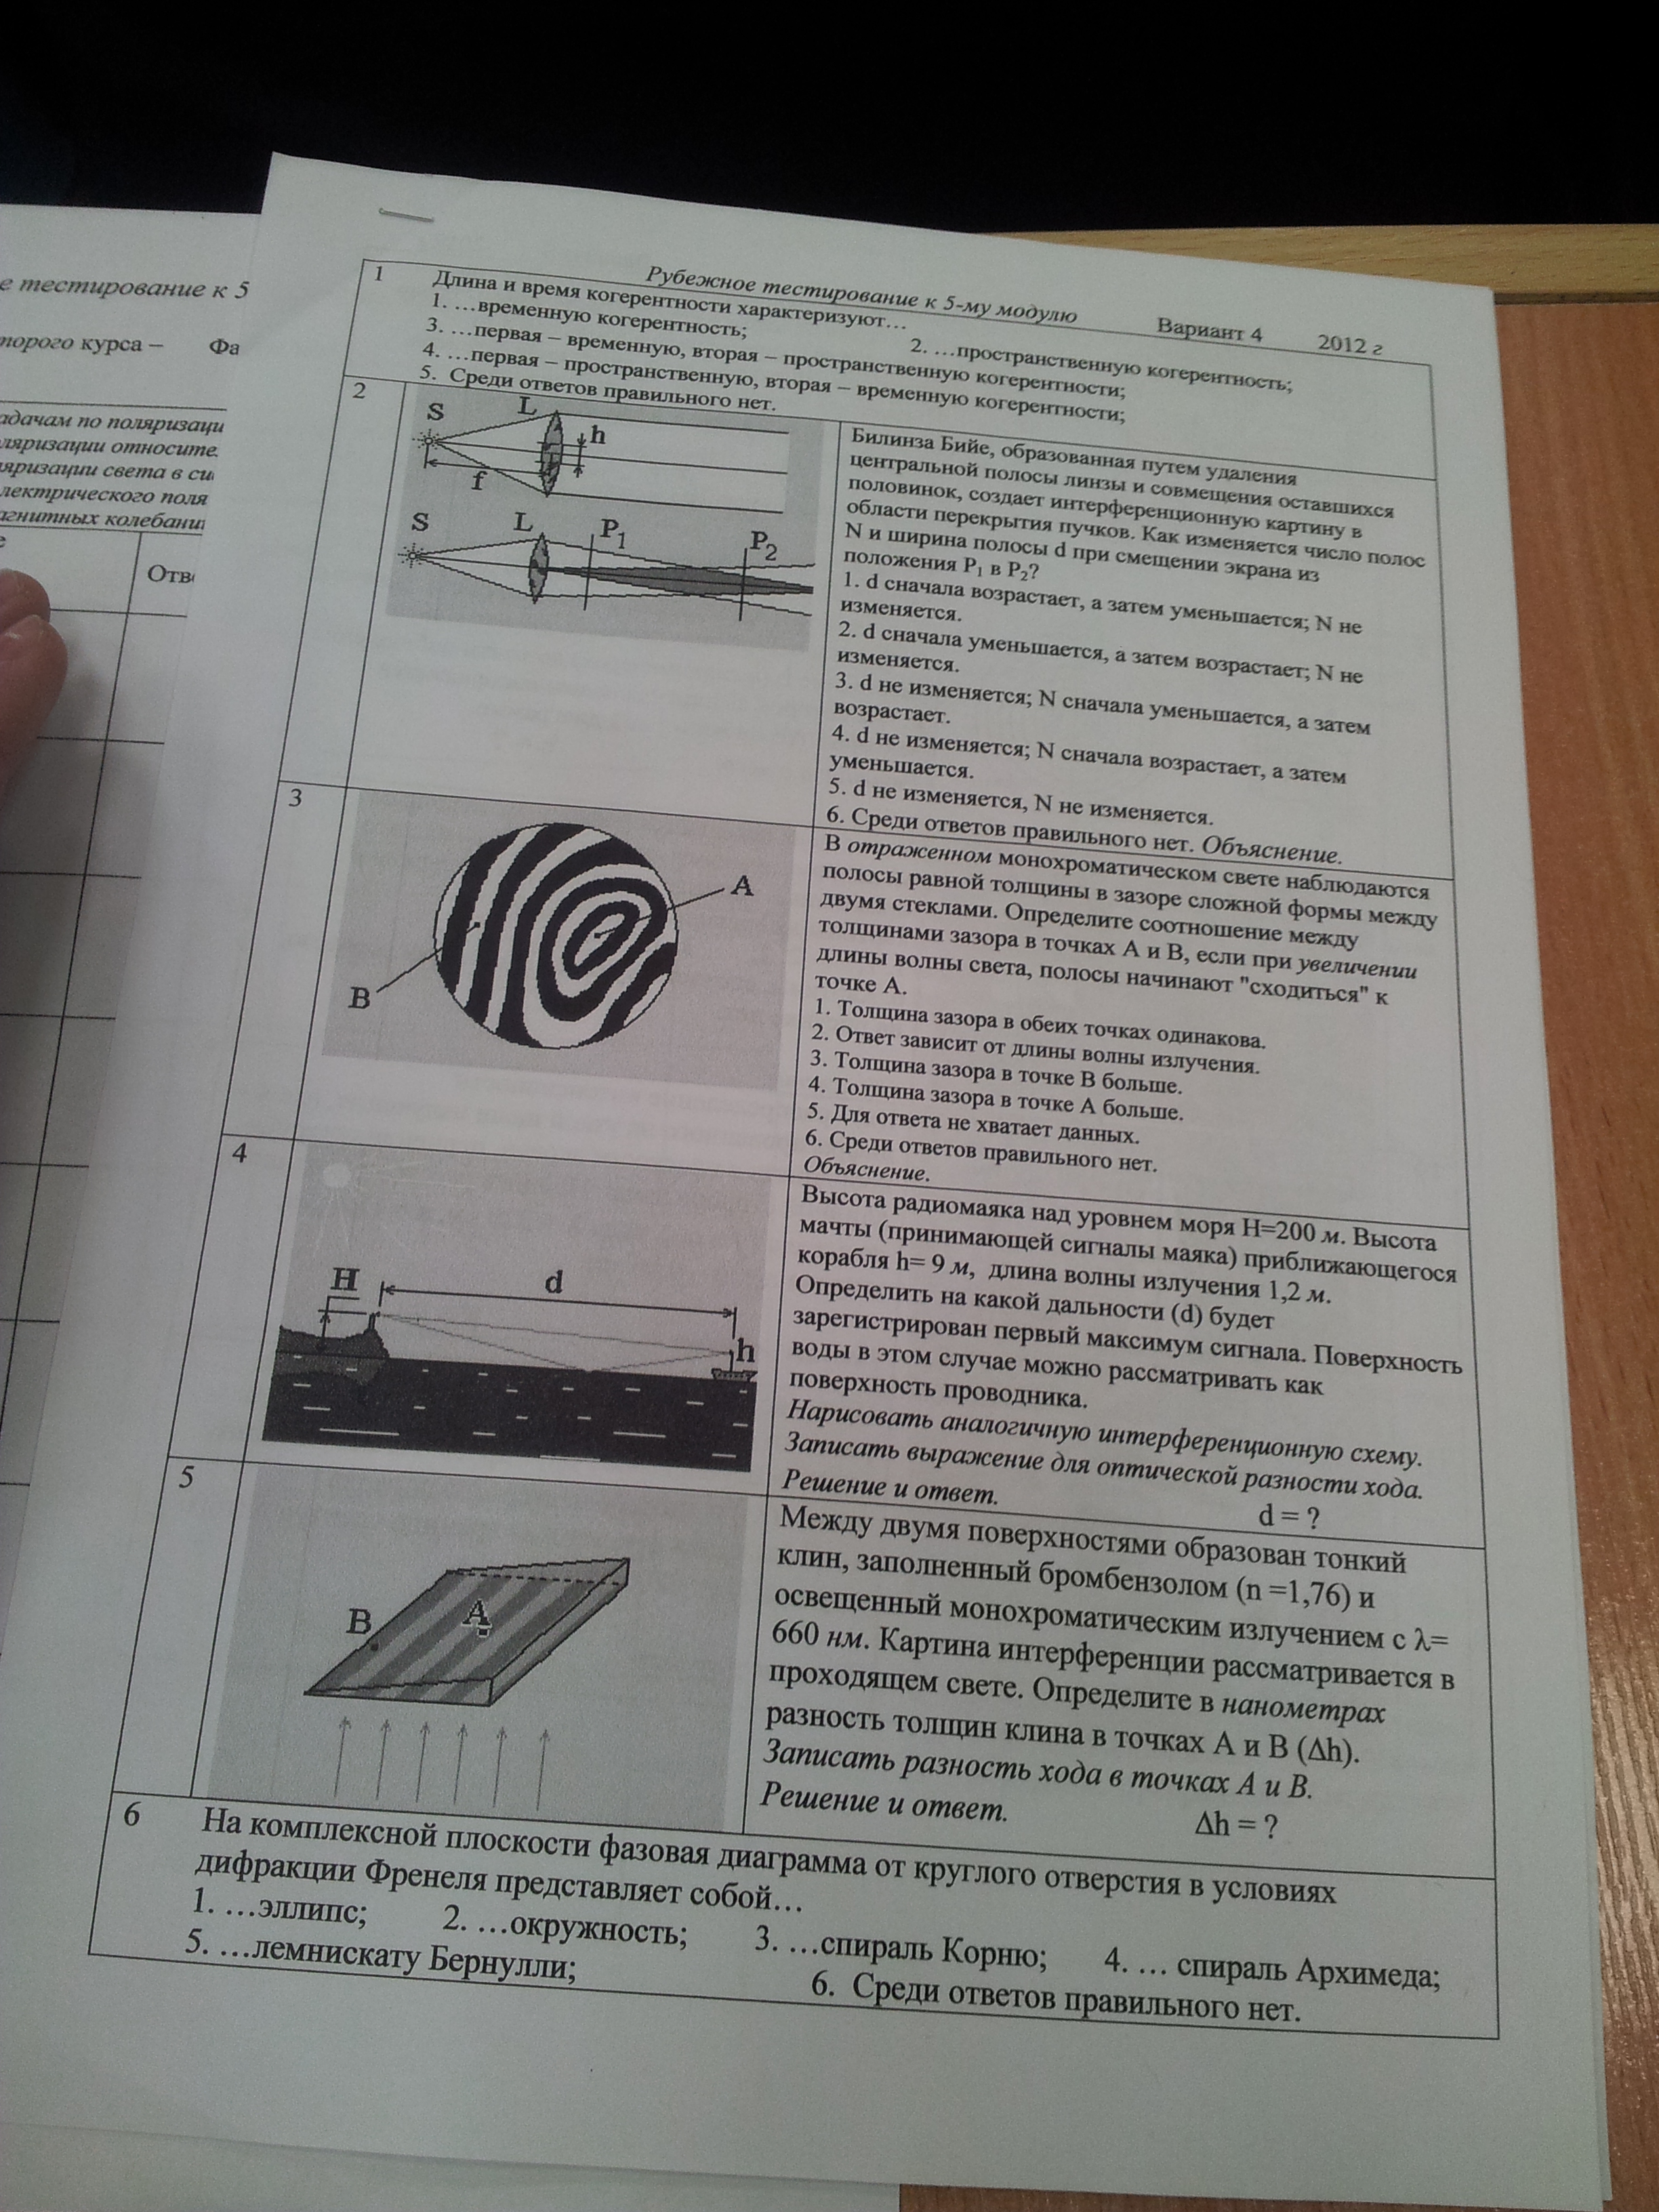 е тестирование к 5
торого курса – Фа
адачам по поляризаци
ляризации относите
яризации света в си
лектрического поля
агнитных колебани
е
Отв
Рубежное тестирование к 5-му модулю Вариант 4 2012 г
1 Длина и время когерентности характеризуют…
1. …временную когерентность; 2. …пространственную когерентность;
3. …первая – временную, вторая – пространственную когерентности;
4. …первая – пространственную, вторая – временную когерентности;
5. Среди ответов правильного нет.
2
S L h
f
S L P1 P2
Билинза Бийе, образованная путем удаления
центральной полосы линзы и совмещения оставшихся
половинок, создает интерференционную картину в
области перекрытия пучков. Как изменяется число полос
N и ширина полосы d при смещении экрана из
положения P1 в P2?
1. d сначала возрастает, а затем уменьшается; N не
изменяется.
2. d сначала уменьшается, а затем возрастает; N не
изменяется.
3. d не изменяется; N сначала уменьшается, а затем
возрастает.
4. d не изменяется; N сначала возрастает, а затем
уменьшается.
5. d не изменяется, N не изменяется.
6. Среди ответов правильного нет. Объяснение.
3
A
B
В отраженном монохроматическом свете наблюдаются
полосы равной толщины в зазоре сложной формы между
двумя стеклами. Определите соотношение между
толщинами зазора в точках А и В, если при увеличении
длины волны света, полосы начинают "сходиться" к
точке А.
1. Толщина зазора в обеих точках одинакова.
2. Ответ зависит от длины волны излучения.
3. Толщина зазора в точке В больше.
4. Толщина зазора в точке А больше.
5. Для ответа не хватает данных.
6. Среди ответов правильного нет.
Объяснение.
4
H d
h
Высота радиомаяка над уровнем моря H=200 м. Высота
мачты (принимающей сигналы маяка) приближающегося
корабля h= 9 м, длина волны излучения 1,2 м.
Определить на какой дальности (d) будет
зарегистрирован первый максимум сигнала. Поверхность
воды в этом случае можно рассматривать как
поверхность проводника.
Нарисовать аналогичную интерференционную схему.
Записать выражение для оптической разности хода.
Решение и ответ. d = ?
5
B A
Между двумя поверхностями образован тонкий
клин, заполненный бромбензолом (n =1,76) и
освещенный монохроматическим излучением с λ=
660 нм. Картина интерференции рассматривается в
проходящем свете. Определите в нанометрах
разность толщин клина в точках А и В (Δh).
Записать разность хода в точках А и В.
Решение и ответ. Δh = ?
6 На комплексной плоскости фазовая диаграмма от круглого отверстия в условиях
дифракции Френеля представляет собой…
1. …эллипс; 2. …окружность; 3. …спираль Корню; 4. … спираль Архимеда;
5. …лемнискату Бернулли; 6. Среди ответов правильного нет.